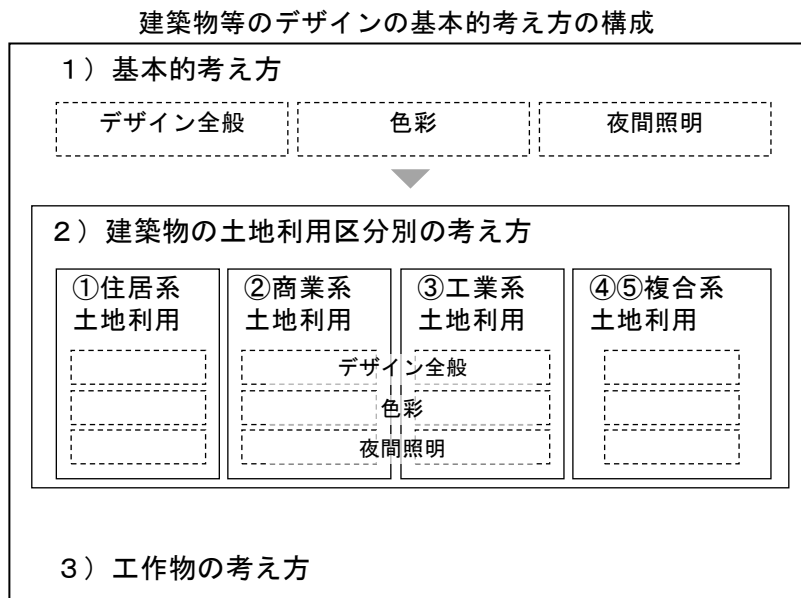 建築物等のデザインの基本的考え方の構成
１）基本的考え方
デザイン全般
色彩
夜間照明
２）建築物の土地利用区分別の考え方
①住居系
土地利用
②商業系
土地利用
③工業系
土地利用
④⑤複合系
土地利用
デザイン全般
色彩
夜間照明
３）工作物の考え方